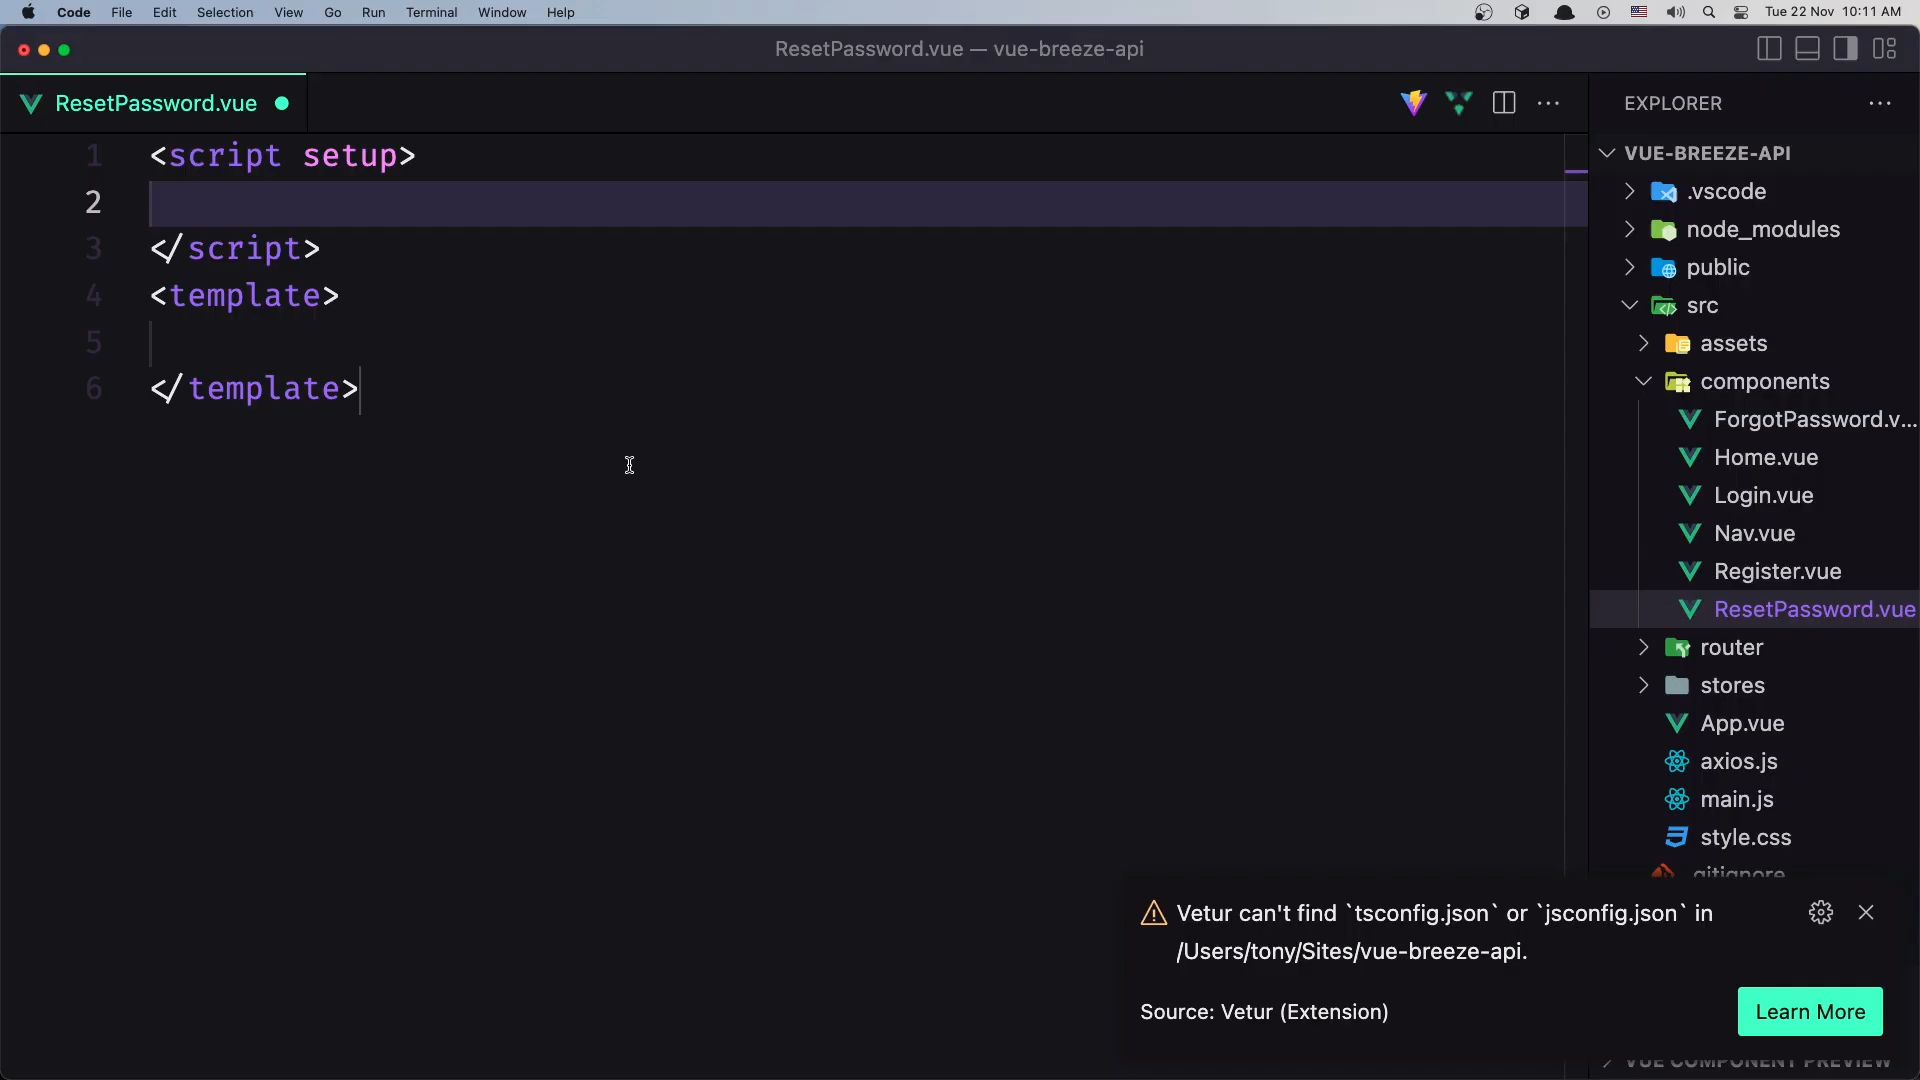 Code File Edit Selection View Go Run Terminal Window Help Tue 22 Nov 10:11 AM
ResetPassword.vue — vue-breeze-api
ResetPassword.vue
EXPLORER
1 <script setup>
2
3 </script>
4 <template>
5
6 </template>
VUE-BREEZE-API
.vscode
node_modules
public
src
assets
components
ForgotPassword.v...
Home.vue
Login.vue
Nav.vue
Register.vue
ResetPassword.vue
router
stores
App.vue
axios.js
main.js
style.css
.gitignore
Vetur can't find `tsconfig.json` or `jsconfig.json` in
/Users/tony/Sites/vue-breeze-api.
Source: Vetur (Extension)
Learn More
VUE COMPONENT PREVIEW